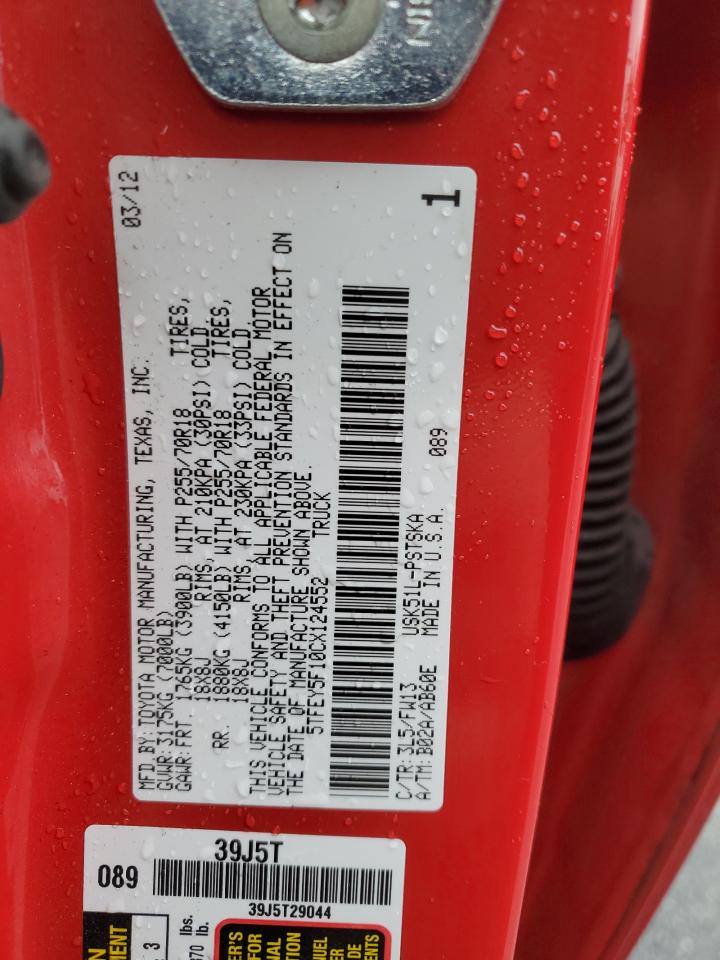 MFD BY: TOYOTA MOTOR MANUFACTURING, TEXAS, INC. 03/12
GVWR: 3175KG (7000LB)
GAWR: FRT. 1765KG (3900LB) WITH P255/70R18 TIRES,
18X8J RIMS, AT 210KPA (30PSI) COLD
RR. 1880KG (4150LB) WITH P255/70R18 TIRES,
18X8J RIMS, AT 230KPA (33PSI) COLD
THIS VEHICLE CONFORMS TO ALL APPLICABLE FEDERAL MOTOR
VEHICLE SAFETY AND THEFT PREVENTION STANDARDS IN EFFECT ON
THE DATE OF MANUFACTURE SHOWN ABOVE.
5TFEY5F10CX124552 TRUCK
C/TR: 3L5/FW13 USK51L-PSTSKA 089
A/TM: B02A/AB60E MADE IN U.S.A.
1
39J5T
089
39J5T29044
3
lbs.
870 lb.